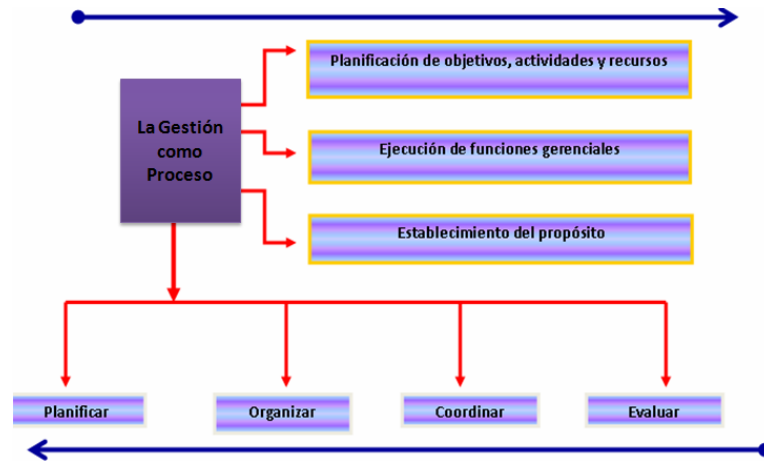 Planificación de objetivos, actividades y recursos
La Gestión
como
Proceso
Ejecución de funciones gerenciales
Establecimiento del propósito
Planificar
Organizar
Coordinar
Evaluar